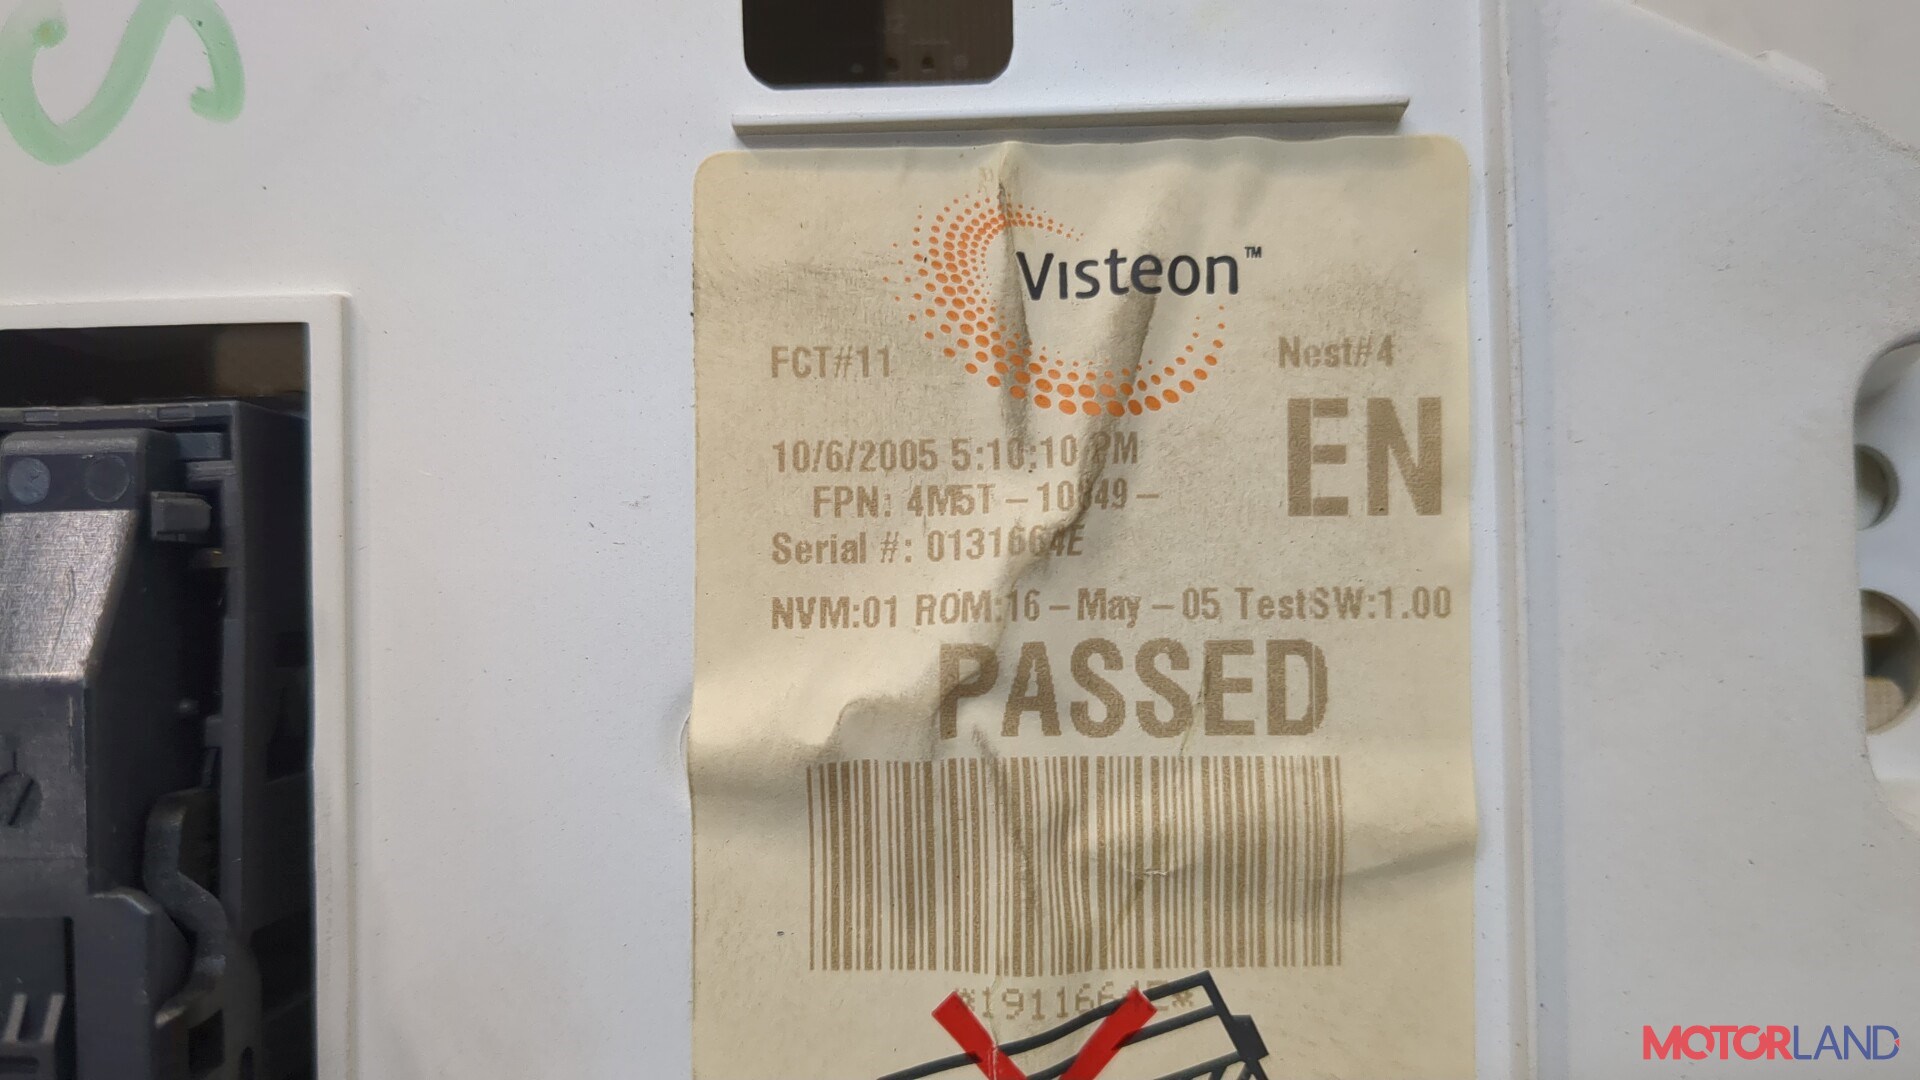 Visteon™
FCT#11 Nest#4
EN
10/6/2005 5:10:10 PM
FPN: 4M5T-10849-
Serial #: 0131664E
NVM:01 ROM:16-May-05 TestSW:1.00
PASSED
MOTORLAND